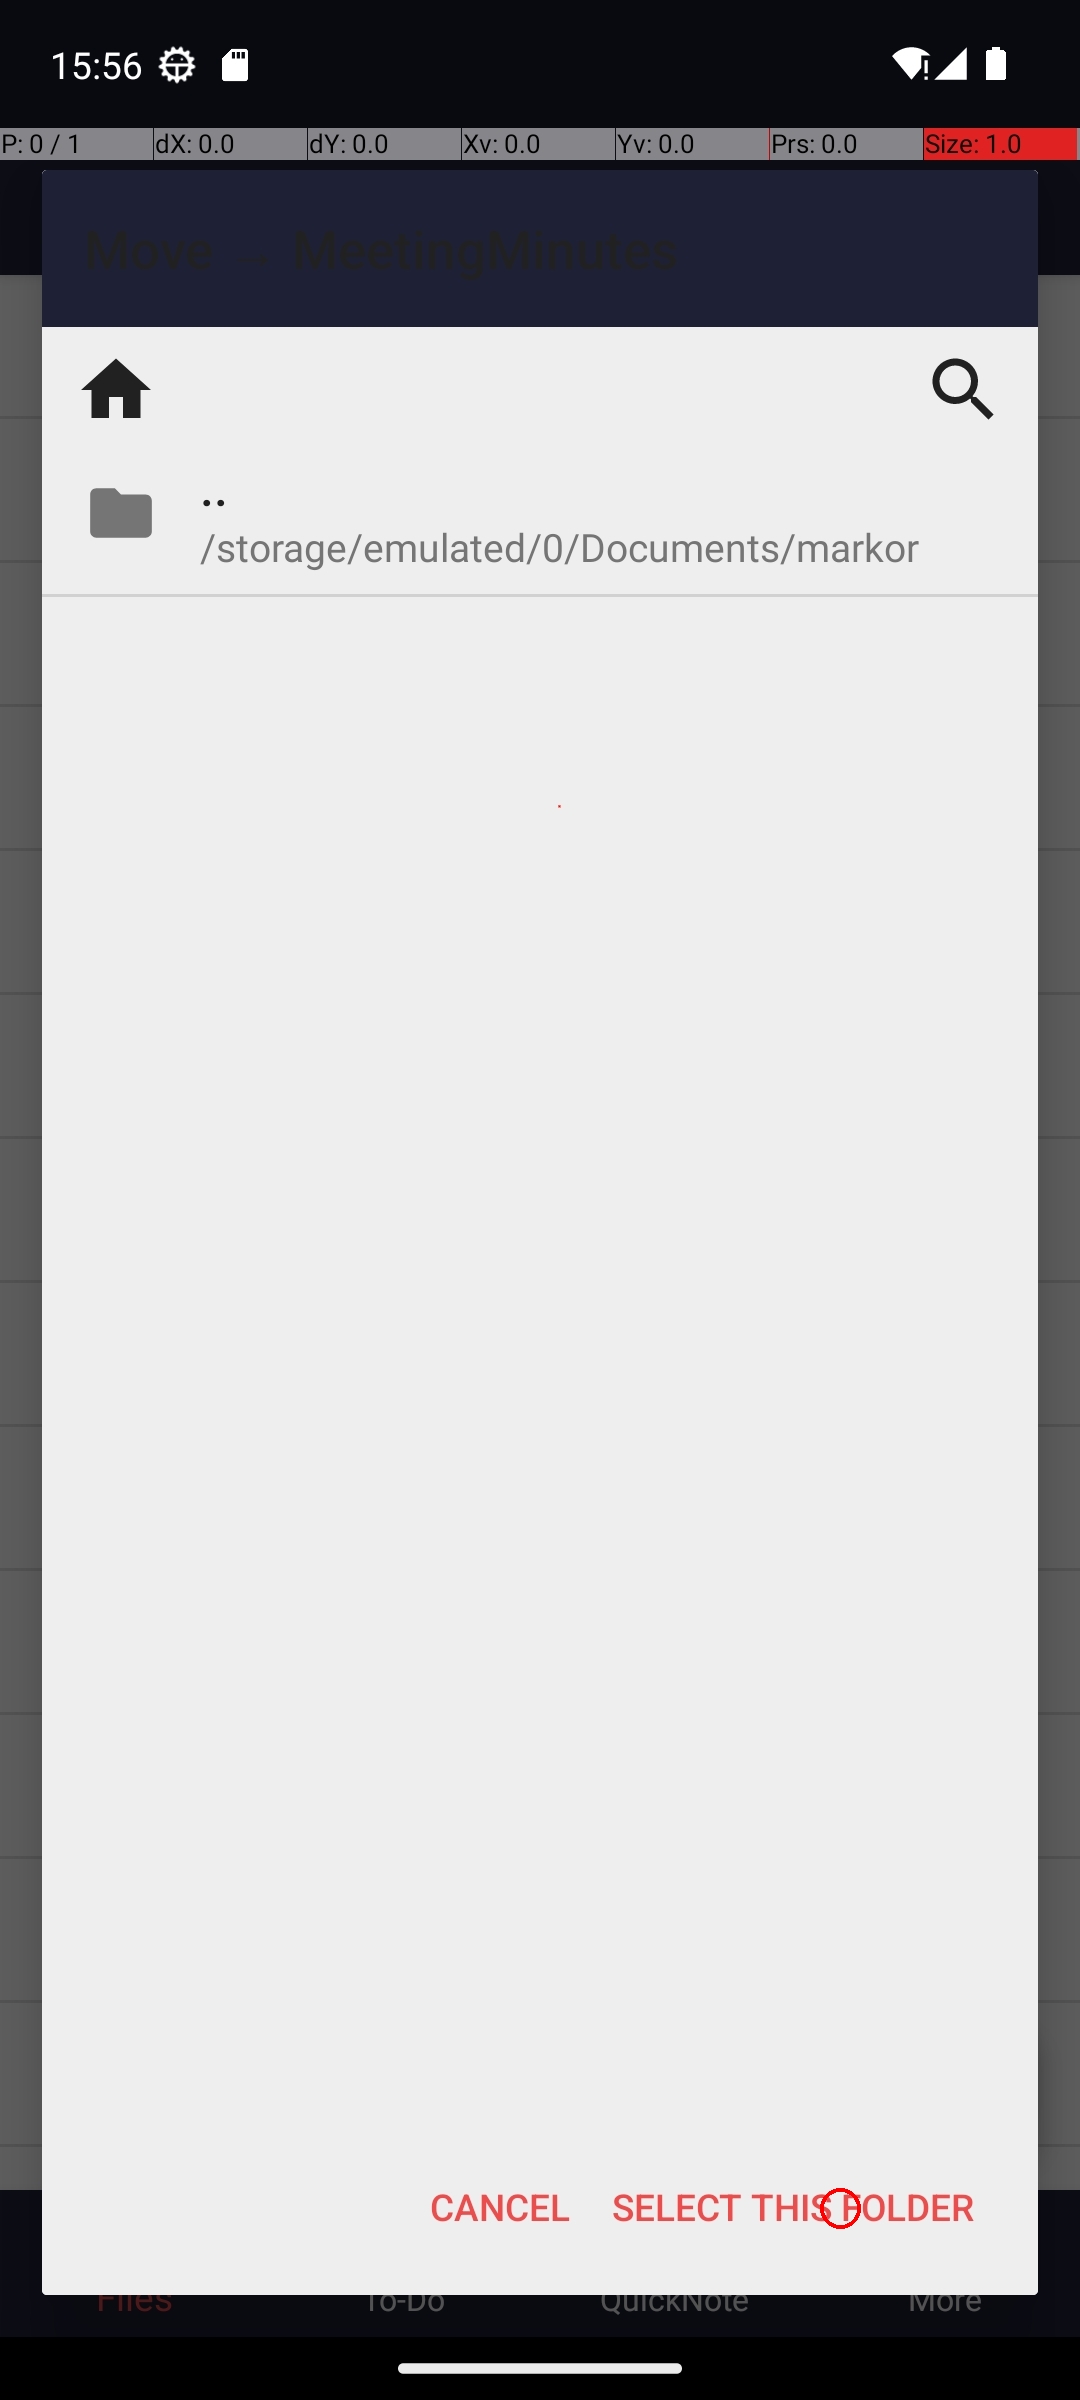 15:56
P: 0 / 1 dX: 0.0 dY: 0.0 Xv: 0.0 Yv: 0.0 Prs: 0.0 Size: 1.0
Move → MeetingMinutes
..
/storage/emulated/0/Documents/markor
CANCEL SELECT THIS FOLDER
Files To-Do QuickNote More